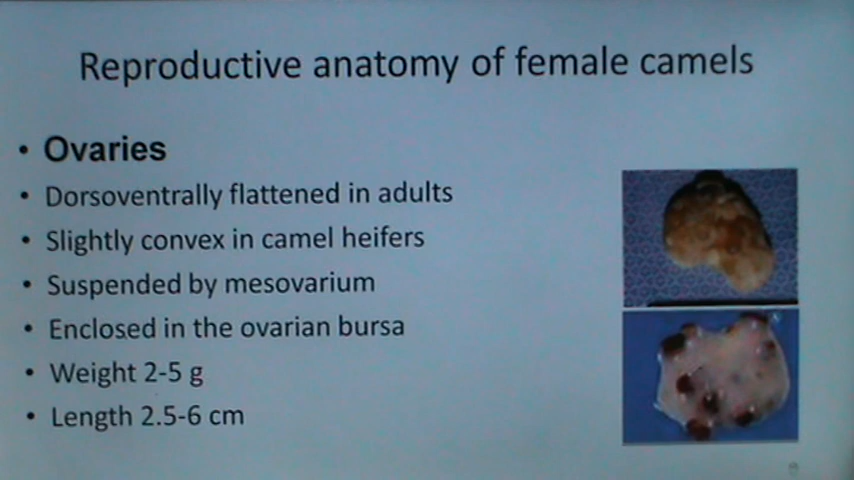 Reproductive anatomy of female camels
• Ovaries
• Dorsoventrally flattened in adults
• Slightly convex in camel heifers
• Suspended by mesovarium
• Enclosed in the ovarian bursa
• Weight 2-5 g
• Length 2.5-6 cm